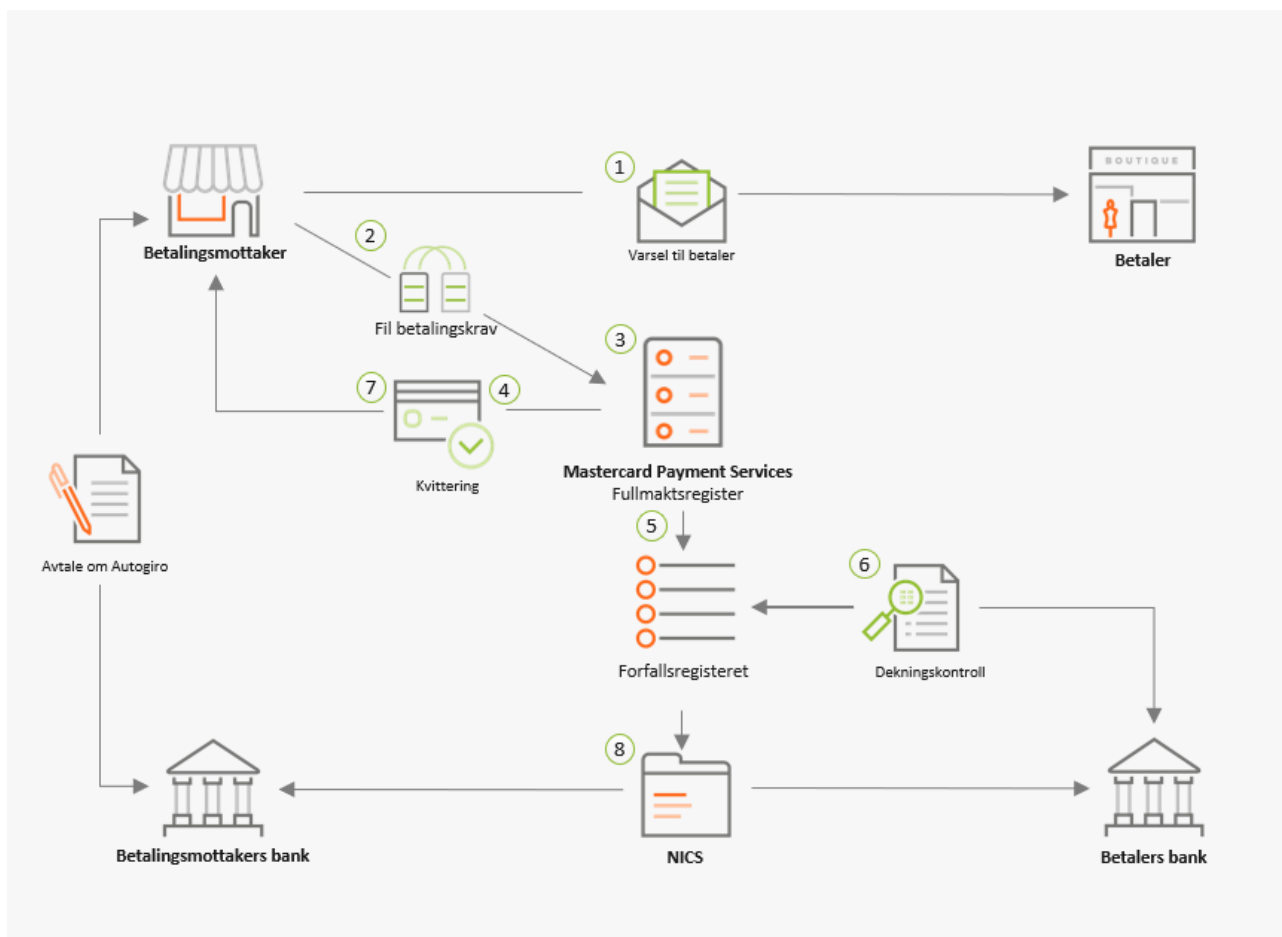 1
BOUTIQUE
Betalingsmottaker
2
Varsel til betaler
Betaler
Fil betalingskrav
3
7
4
Kvittering
Mastercard Payment Services
Fullmaktsregister
5
Avtale om Autogiro
6
Forfallsregisteret
Dekningskontroll
8
Betalingsmottakers bank
NICS
Betalers bank